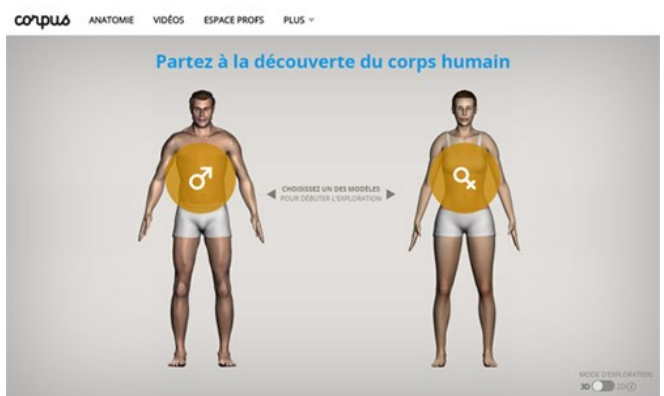 corpus ANATOMIE VIDÉOS ESPACE PROFS PLUS
Partez à la découverte du corps humain
CHOISISSEZ UN DES MODÈLES
POUR DÉBUTER L'EXPLORATION
MODE D'EXPLORATION
3D 2D